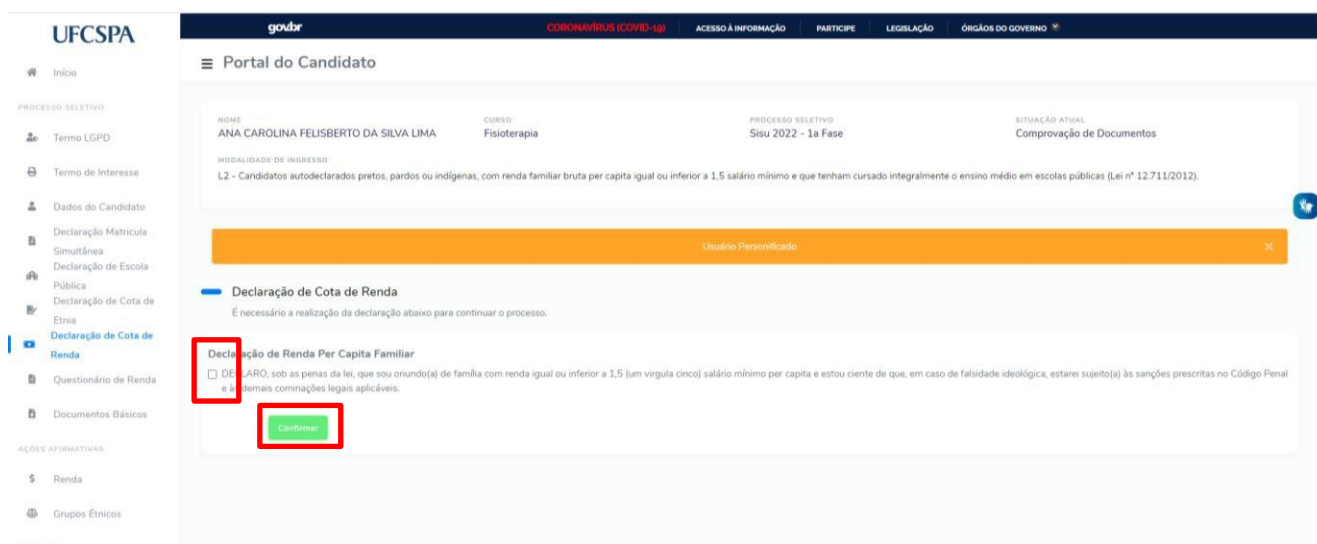 UFCSPA
Início
PROCESSO SELETIVO
Termo LGPD
Termo de Interesse
Dados do Candidato
Declaração Matricula
Simultânea
Declaração de Escola
Pública
Declaração de Cota de
Etnia
Declaração de Cota de
Renda
Questionário de Renda
Documentos Básicos
AÇÕES AFIRMATIVAS
Renda
Grupos Étnicos
govbr CORONAVÍRUS (COVID-19) ACESSO À INFORMAÇÃO PARTICIPE LEGISLAÇÃO ÓRGÃOS DO GOVERNO
Portal do Candidato
NOME CURSO PROCESSO SELETIVO SITUAÇÃO ATUAL
ANA CAROLINA FELISBERTO DA SILVA LIMA Fisioterapia Sisu 2022 - 1a Fase Comprovação de Documentos
MODALIDADE DE INGRESSO
L2 - Candidatos autodeclarados pretos, pardos ou indígenas, com renda familiar bruta per capita igual ou inferior a 1,5 salário mínimo e que tenham cursado integralmente o ensino médio em escolas públicas (Lei nº 12.711/2012).
Usuário Personificado
Declaração de Cota de Renda
É necessário a realização da declaração abaixo para continuar o processo.
Declaração de Renda Per Capita Familiar
DECLARO, sob as penas da lei, que sou oriundo(a) de família com renda igual ou inferior a 1,5 (um virgula cinco) salário mínimo per capita e estou ciente de que, em caso de falsidade ideológica, estarei sujeito(a) às sanções prescritas no Código Penal
e às demais cominações legais aplicáveis.
Confirmar